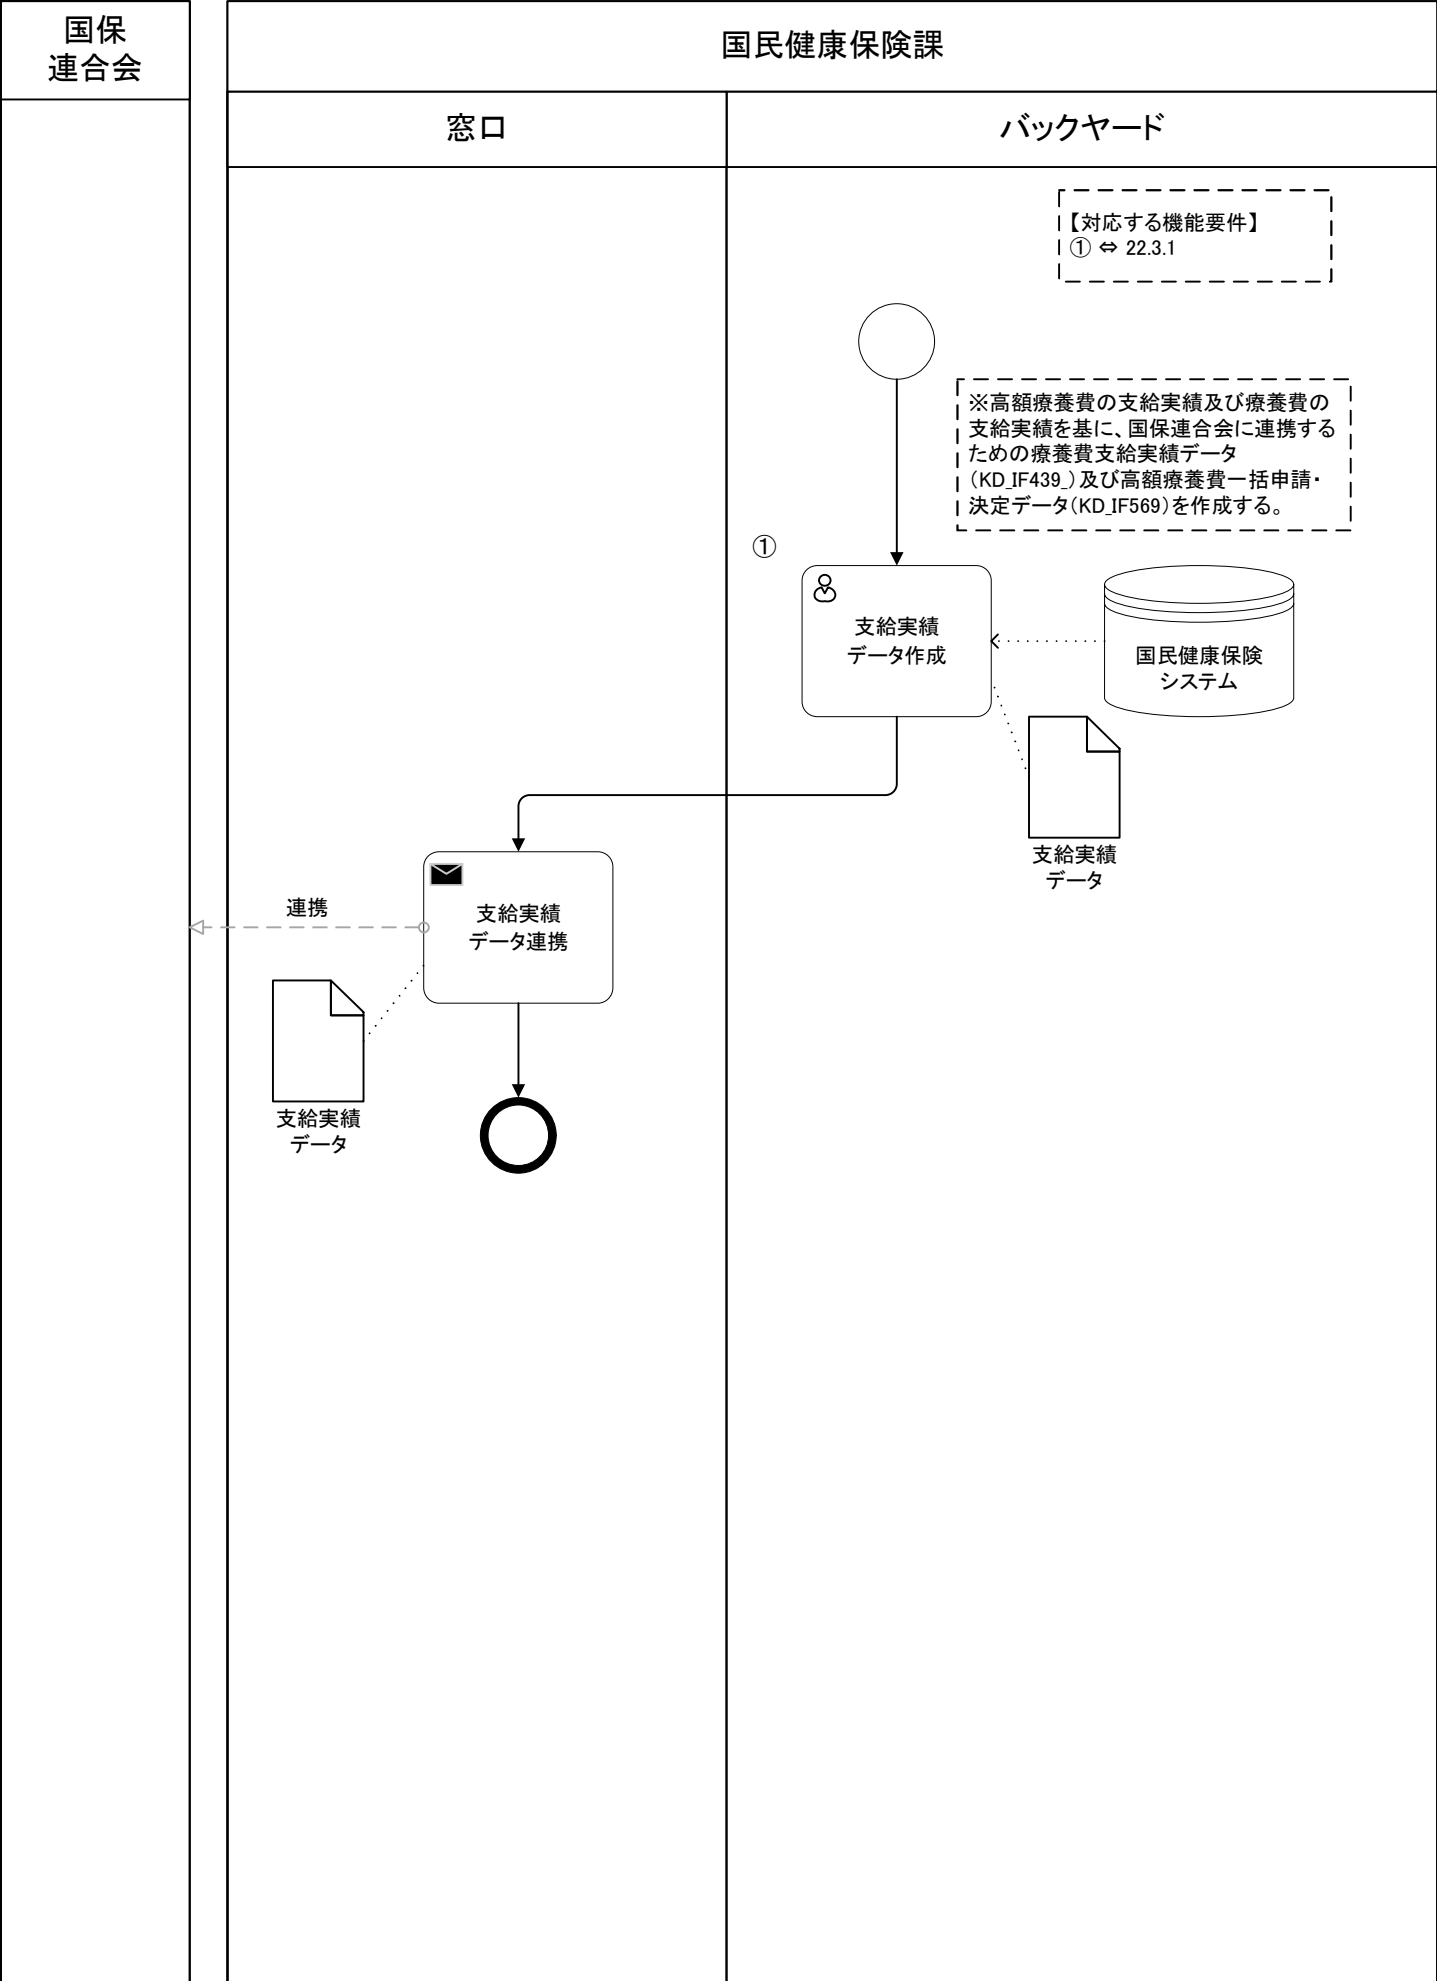 国保
連合会
国民健康保険課
窓口
バックヤード
【対応する機能要件】
① ⇔ 22.3.1
※高額療養費の支給実績及び療養費の
支給実績を基に、国保連合会に連携する
ための療養費支給実績データ
(KD_IF439_)及び高額療養費一括申請・
決定データ(KD_IF569)を作成する。
①
支給実績
データ作成
国民健康保険
システム
支給実績
データ
連携
支給実績
データ連携
支給実績
データ